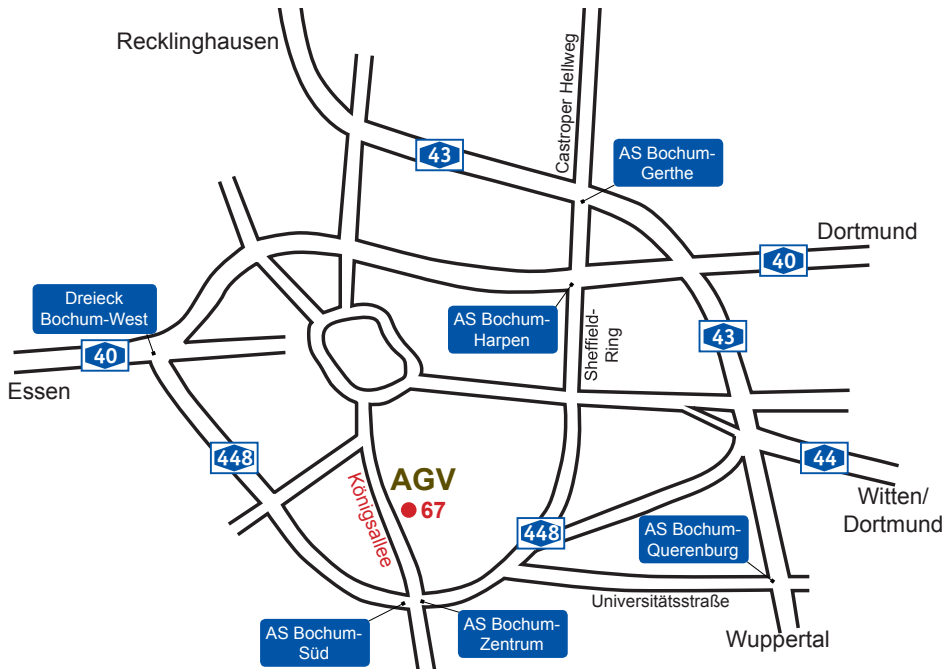 Recklinghausen
Castroper Hellweg
43
AS Bochum-
Gerthe
Dortmund
40
Dreieck
Bochum-West
AS Bochum-
Harpen
Sheffield-
Ring
43
40
Essen
448
AGV
67
Königsallee
44
Witten/
Dortmund
448
AS Bochum-
Querenburg
Universitätsstraße
AS Bochum-
Süd
AS Bochum-
Zentrum
Wuppertal